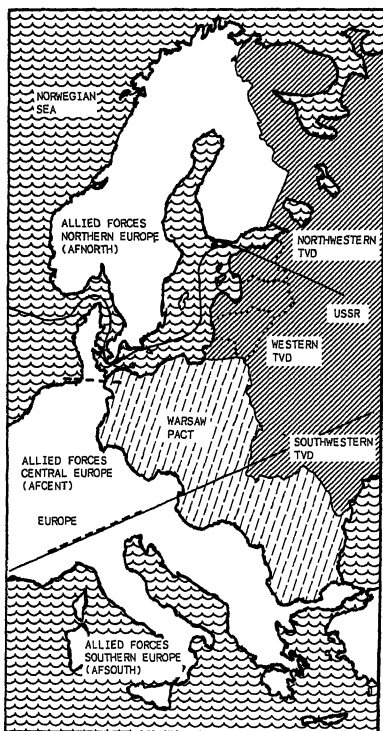 NORWEGIAN
SEA
ALLIED FORCES
NORTHERN EUROPE
(AFNORTH)
NORTHWESTERN
TVD
USSR
WESTERN
TVD
WARSAW
PACT
SOUTHWESTERN
TVD
ALLIED FORCES
CENTRAL EUROPE
(AFCENT)
EUROPE
ALLIED FORCES
SOUTHERN EUROPE
(AFSOUTH)